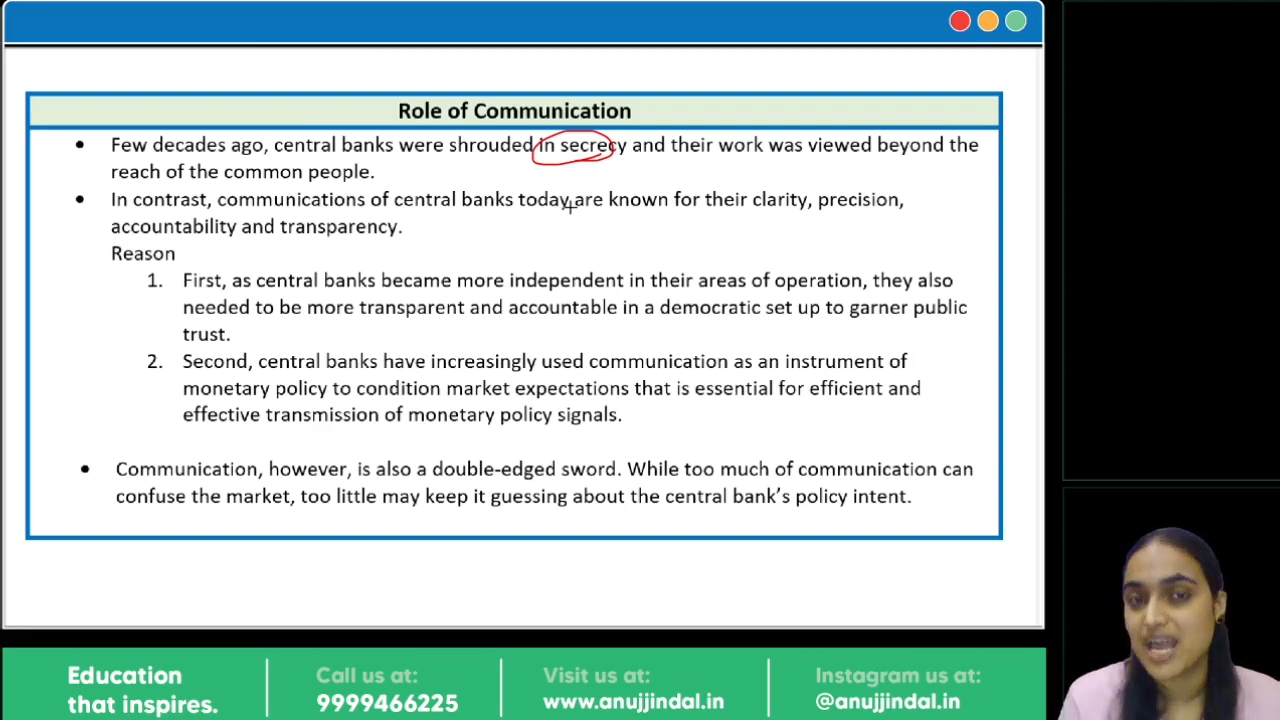 Role of Communication
• Few decades ago, central banks were shrouded in secrecy and their work was viewed beyond the
reach of the common people.
• In contrast, communications of central banks today are known for their clarity, precision,
accountability and transparency.
Reason
1. First, as central banks became more independent in their areas of operation, they also
needed to be more transparent and accountable in a democratic set up to garner public
trust.
2. Second, central banks have increasingly used communication as an instrument of
monetary policy to condition market expectations that is essential for efficient and
effective transmission of monetary policy signals.
• Communication, however, is also a double-edged sword. While too much of communication can
confuse the market, too little may keep it guessing about the central bank's policy intent.
Education
that inspires.
Call us at:
9999466225
Visit us at:
www.anujjindal.in
Instagram us at:
@anujjindal.in